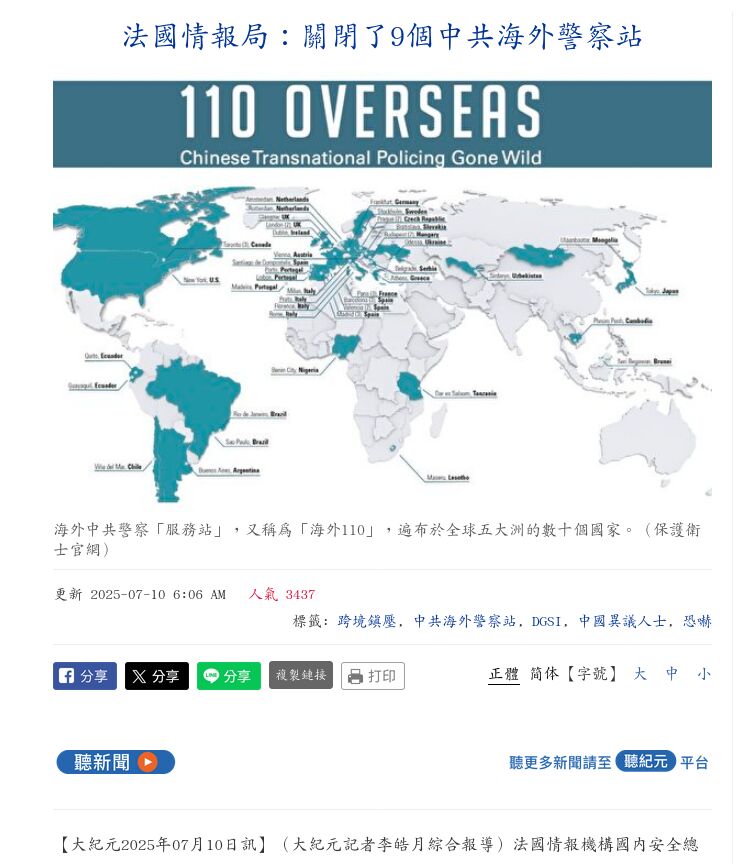 法國情報局：關閉了9個中共海外警察站
110 OVERSEAS
Chinese Transnational Policing Gone Wild
Amsterdam, Netherlands
Rotterdam, Netherlands
Glasgow, UK
London (2), UK
Dublin, Ireland
Frankfurt, Germany
Stockholm, Sweden
Prague (2), Czech Republic
Bratislava, Slovakia
Budapest (2), Hungary
Odessa, Ukraine
Toronto (3), Canada
Vienna, Austria
Santiago de Compostela, Spain
Porto, Portugal
Lisbon, Portugal
Madeira, Portugal
New York, U.S.
Milan, Italy
Prato, Italy
Florence, Italy
Rome, Italy
Paris (3), France
Barcelona (3), Spain
Valencia (2), Spain
Madrid (3), Spain
Belgrade, Serbia
Athens, Greece
Sirdaryo, Uzbekistan
Ulaanbaatar, Mongolia
Tokyo, Japan
Phnom Penh, Cambodia
Seri Begawan, Brunei
Quito, Ecuador
Guayaquil, Ecuador
Benin City, Nigeria
Dar es Salaam, Tanzania
Rio de Janeiro, Brazil
Sao Paulo, Brazil
Viña del Mar, Chile
Buenos Aires, Argentina
Maseru, Lesotho
海外中共警察「服務站」，又稱為「海外110」，遍布於全球五大洲的數十個國家。（保護衛
士官網）
更新 2025-07-10 6:06 AM 人氣 3437
標籤: 跨境鎮壓, 中共海外警察站, DGSI, 中國異議人士, 恐嚇
分享 分享 分享 複製鏈接 打印 正體 简体【字號】 大 中 小
聽新聞 聽更多新聞請至 聽紀元 平台
【大紀元2025年07月10日訊】（大紀元記者李皓月綜合報導）法國情報機構國內安全總